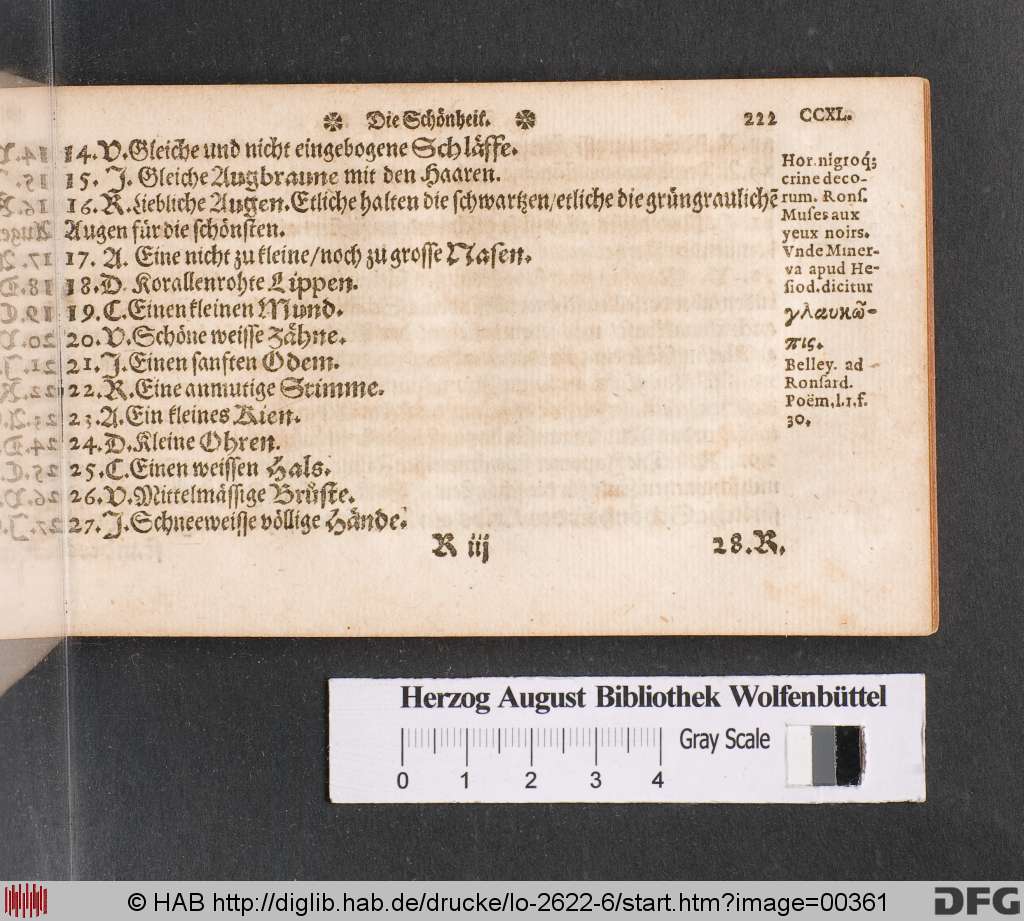 ✽ Die Schönheit. ✽ 222 CCXL.
14. V. Gleiche und nicht eingebogene Schläffe.
15. J. Gleiche Augbraune mit den Haaren.
16. R. Liebliche Augen. Etliche halten die schwartzen/etliche die grüngraulichẽ
Augen für die schönsten.
17. A. Eine nicht zu kleine/noch zu grosse Nasen.
18. D. Korallenrohte Lippen.
19. C. Einen kleinen Mund.
20. V. Schöne weisse Zähne.
21. J. Einen sanften Odem.
22. R. Eine anmutige Stimme.
23. A. Ein kleines Kien.
24. D. Kleine Ohren.
25. C. Einen weissen Hals.
26. V. Mittelmässige Brüste.
27. J. Schneeweisse völlige Hände.
R iij 28. R.
Hor. nigroq;
crine deco-
rum. Rons.
Muses aux
yeux noirs.
Vnde Miner-
va apud He-
siod. dicitur
γλαυκῶ-
πις.
Belley. ad
Ronsard.
Poëm. l. 1. f.
30.
Herzog August Bibliothek Wolfenbüttel
Gray Scale
0 1 2 3 4
© HAB http://diglib.hab.de/drucke/lo-2622-6/start.htm?image=00361
DFG